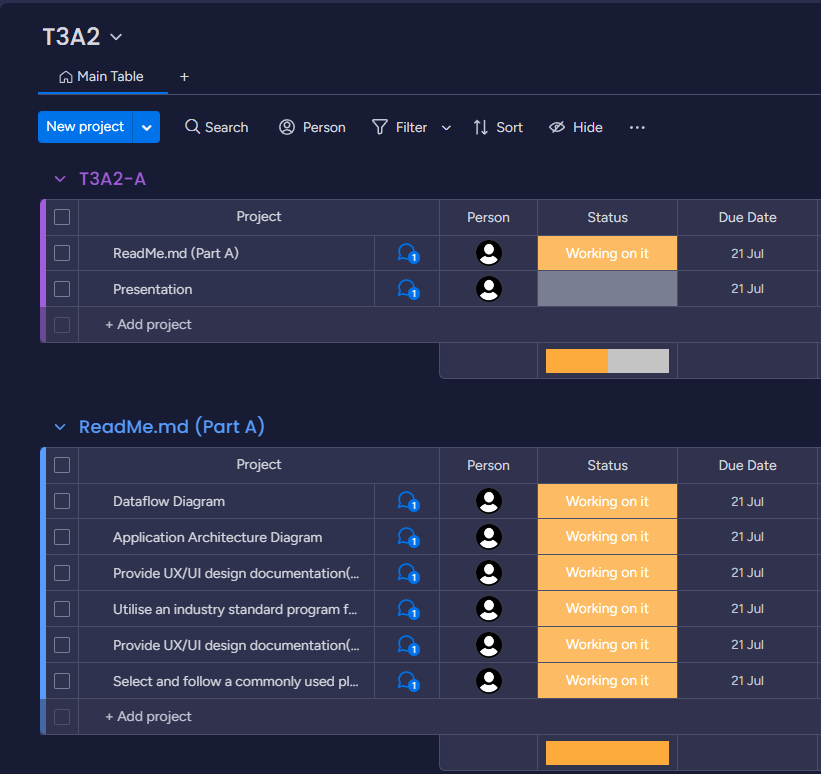 T3A2
Main Table +
New project Search Person Filter Sort Hide ...
T3A2-A
Project Person Status Due Date
ReadMe.md (Part A) 1 Working on it 21 Jul
Presentation 1 21 Jul
+ Add project
ReadMe.md (Part A)
Project Person Status Due Date
Dataflow Diagram 1 Working on it 21 Jul
Application Architecture Diagram 1 Working on it 21 Jul
Provide UX/UI design documentation(... 1 Working on it 21 Jul
Utilise an industry standard program f... 1 Working on it 21 Jul
Provide UX/UI design documentation(... 1 Working on it 21 Jul
Select and follow a commonly used pl... 1 Working on it 21 Jul
+ Add project